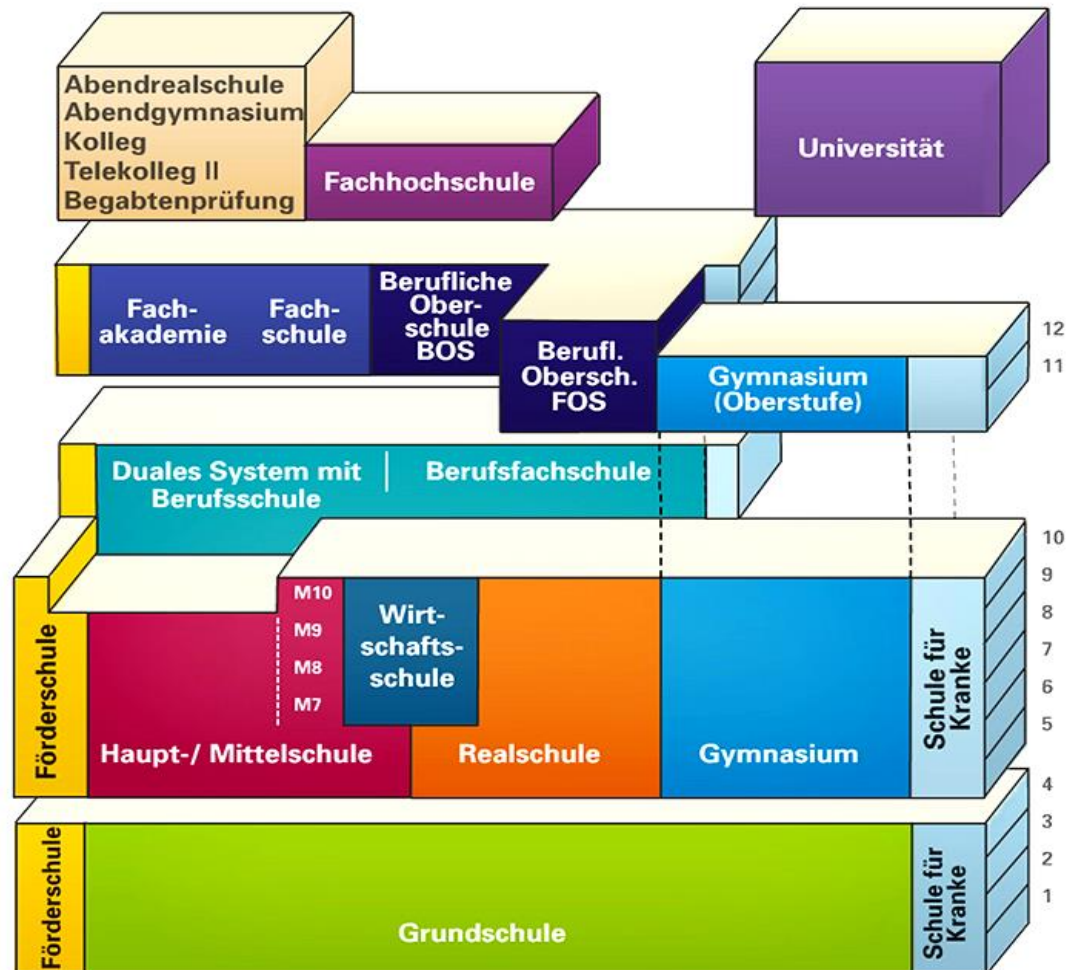 Abendrealschule
Abendgymnasium
Kolleg
Telekolleg II
Begabtenprüfung
Fachhochschule
Universität
Fach-
akademie
Fach-
schule
Berufliche
Ober-
schule
BOS
Berufl.
Obersch.
FOS
Gymnasium
(Oberstufe)
12
11
Duales System mit
Berufsschule
Berufsfachschule
10
9
8
7
6
5
Förderschule
M10
M9
M8
M7
Haupt-/ Mittelschule
Wirt-
schafts-
schule
Realschule
Gymnasium
Schule für
Kranke
4
3
2
1
Förderschule
Grundschule
Schule für
Kranke